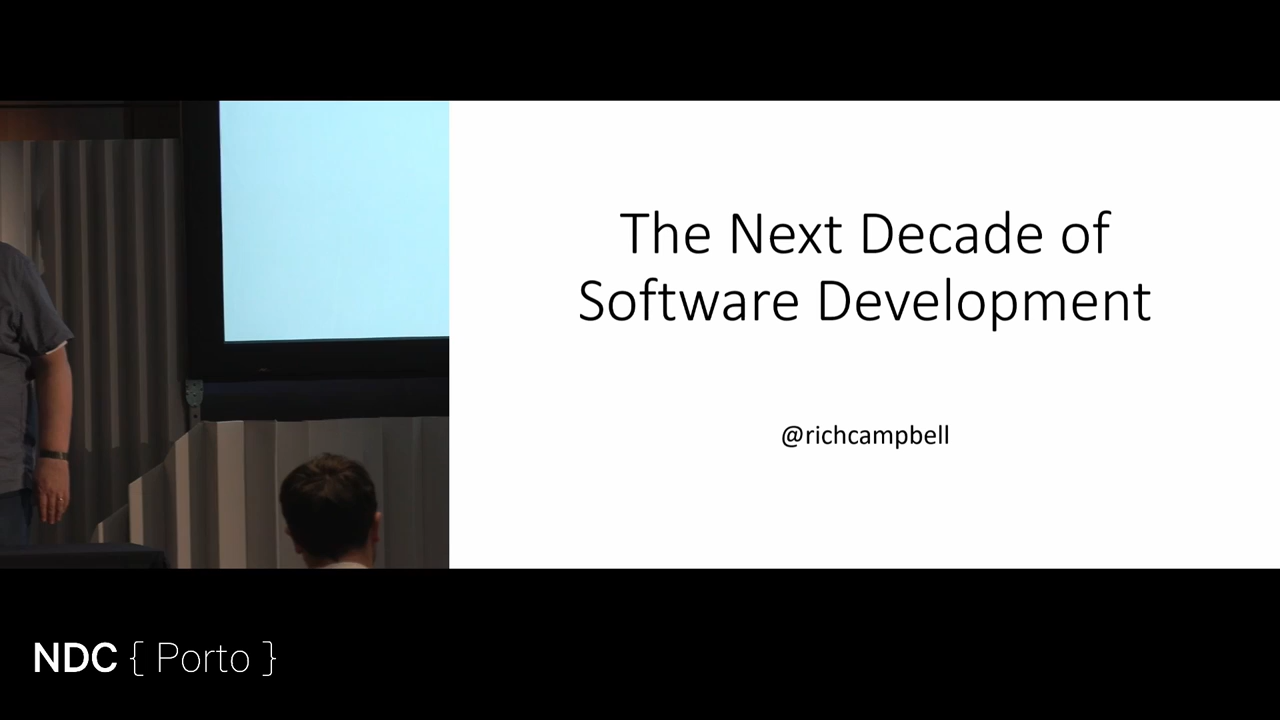 The Next Decade of
Software Development
@richcampbell
NDC { Porto }